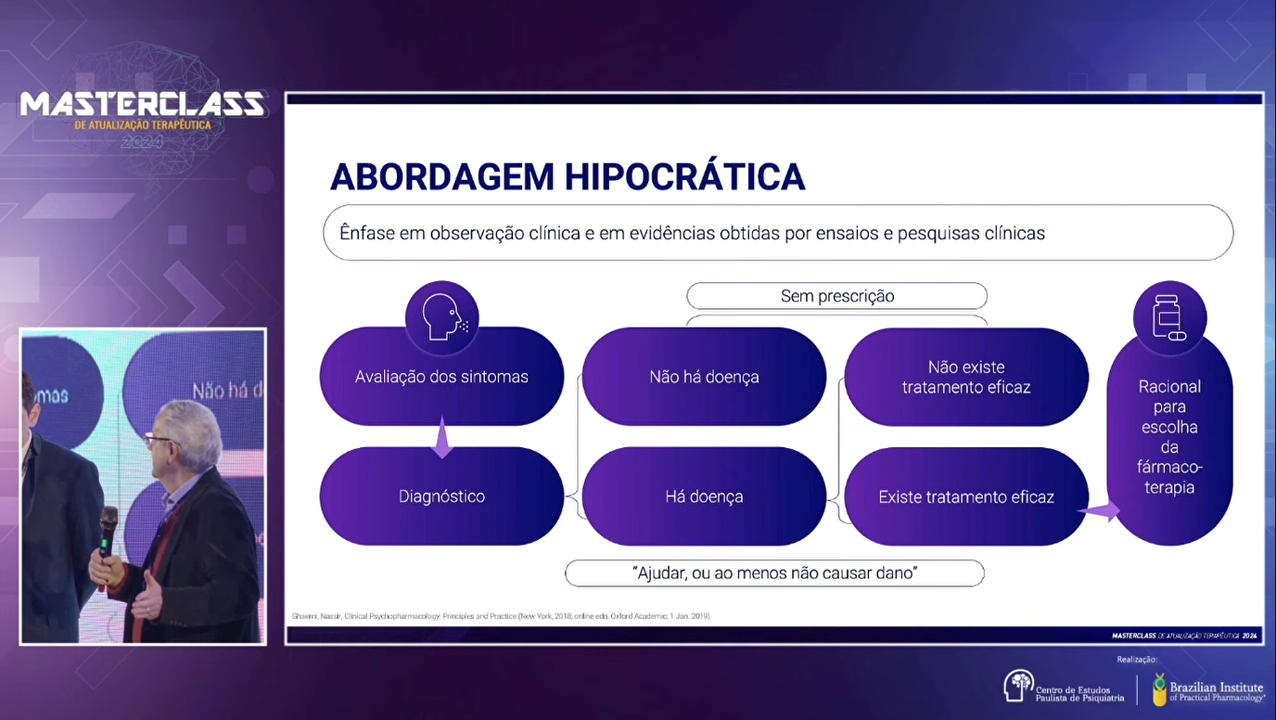 MASTERCLASS
DE ATUALIZAÇÃO TERAPÊUTICA
2024
ABORDAGEM HIPOCRÁTICA
Ênfase em observação clínica e em evidências obtidas por ensaios e pesquisas clínicas
Sem prescrição
Avaliação dos sintomas
Não há doença
Não existe
tratamento eficaz
Diagnóstico
Há doença
Existe tratamento eficaz
Racional
para
escolha
da
fármaco-
terapia
“Ajudar, ou ao menos não causar dano”
Ghaemi, Nassir, Clinical Psychopharmacology: Principles and Practice (New York, 2018; online edn, Oxford Academic, 1 Jan. 2019)
MASTERCLASS DE ATUALIZAÇÃO TERAPÊUTICA 2024
omas
Não há d
Realização:
Centro de Estudos
Paulista de Psiquiatria
Brazilian Institute
of Practical Pharmacology